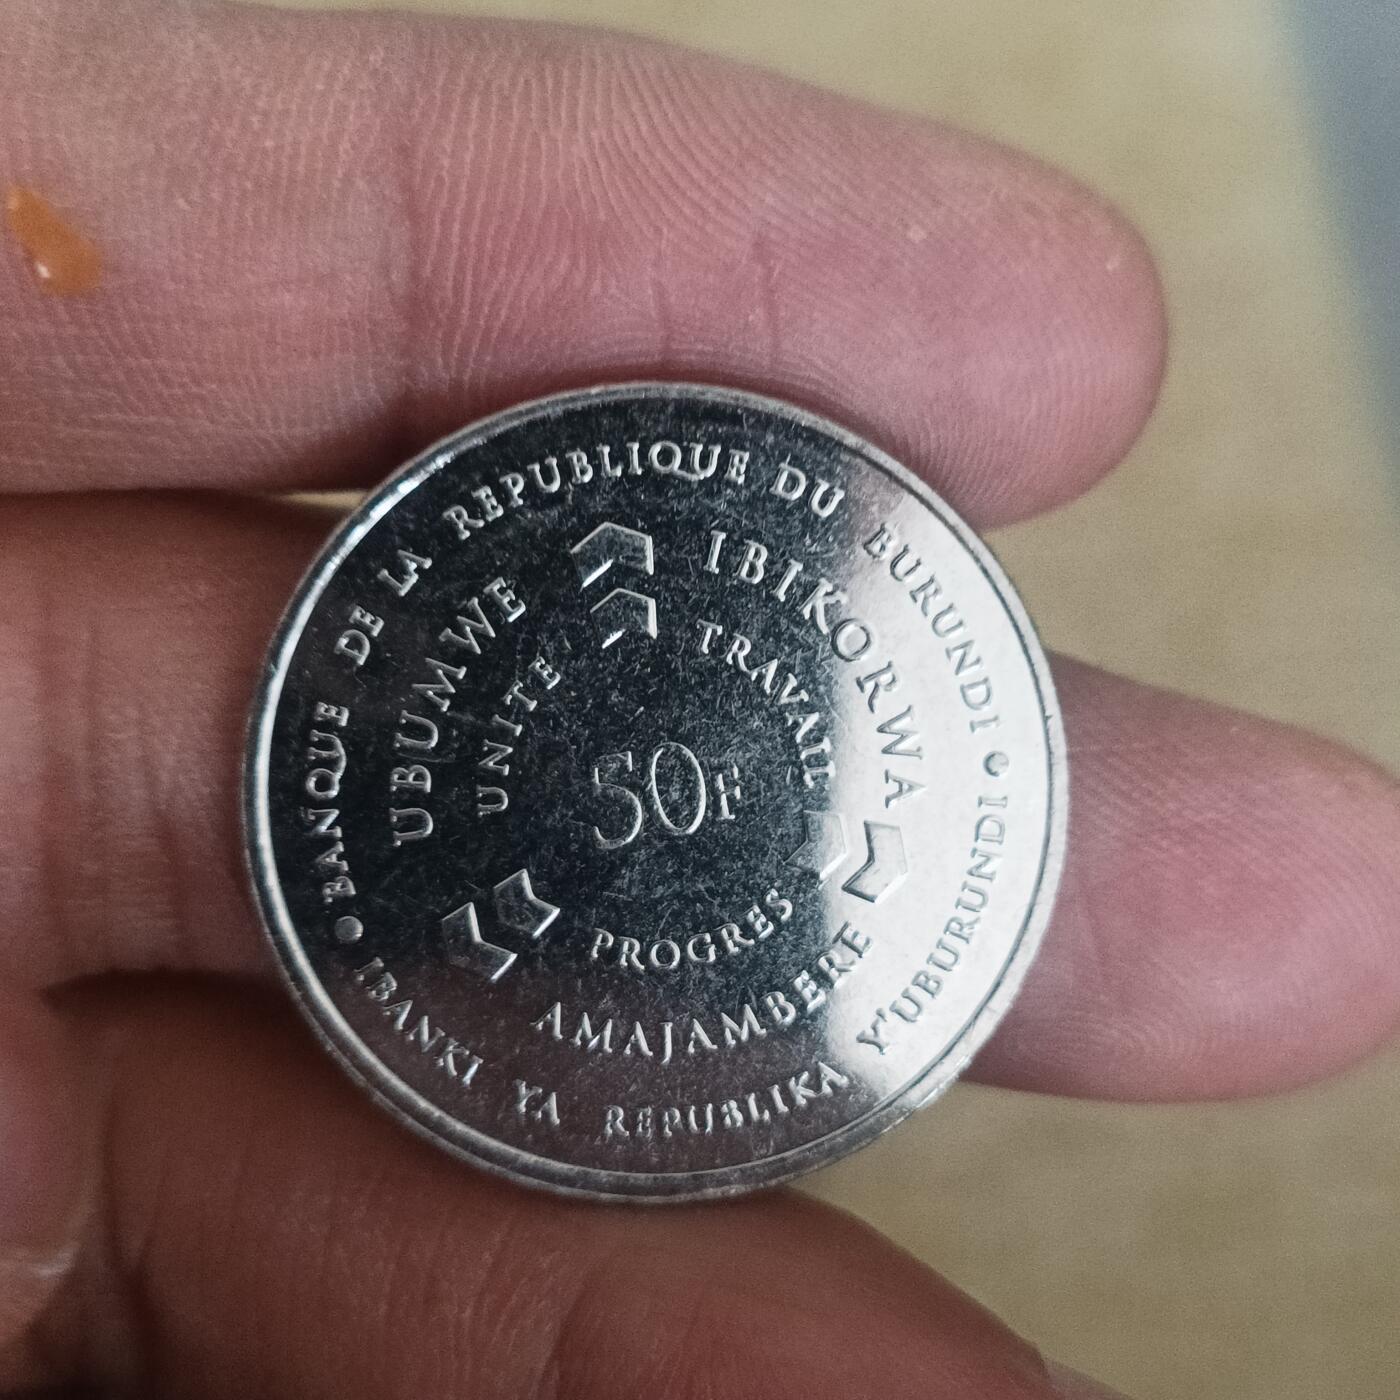 BANQUE DE LA REPUBLIQUE DU BURUNDI
UBUMWE
IBIKORWA
UNITE
TRAVAIL
50F
PROGRES
AMAJAMBERE
IBANKI YA REPUBLIKA Y'UBURUNDI